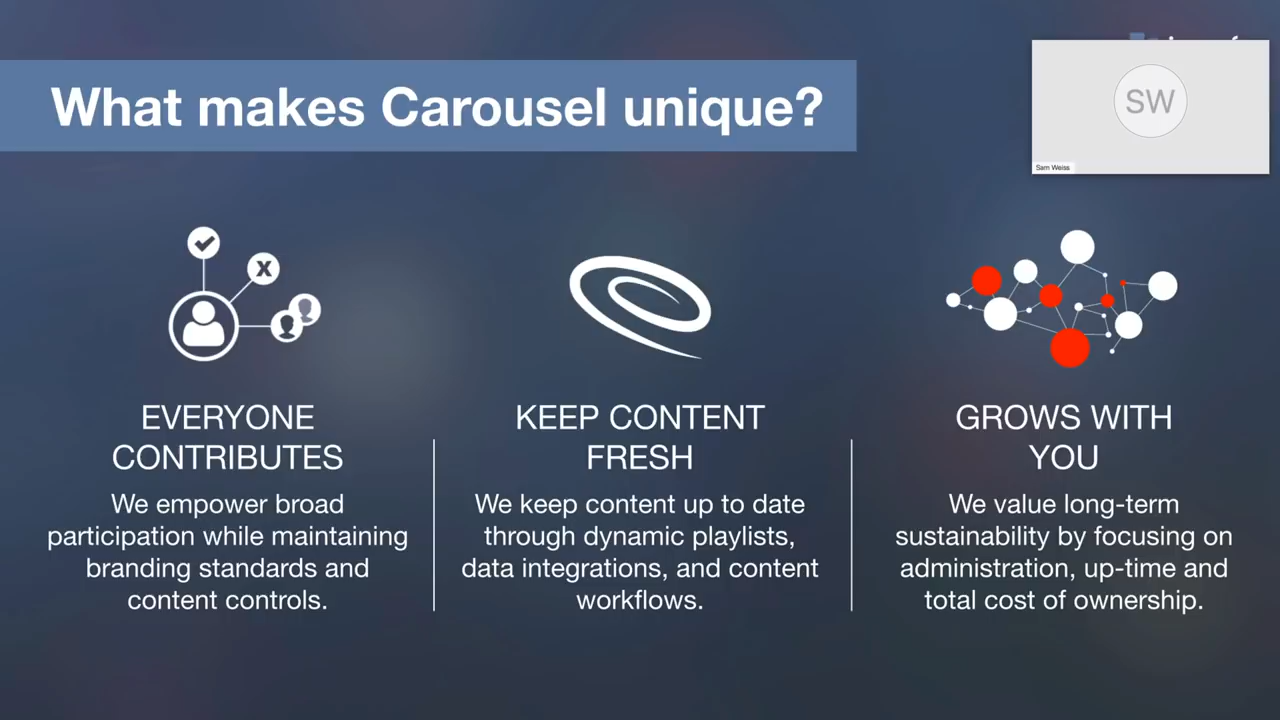 What makes Carousel unique?
SW
Sam Weiss
X
EVERYONE
CONTRIBUTES
We empower broad
participation while maintaining
branding standards and
content controls.
KEEP CONTENT
FRESH
We keep content up to date
through dynamic playlists,
data integrations, and content
workflows.
GROWS WITH
YOU
We value long-term
sustainability by focusing on
administration, up-time and
total cost of ownership.